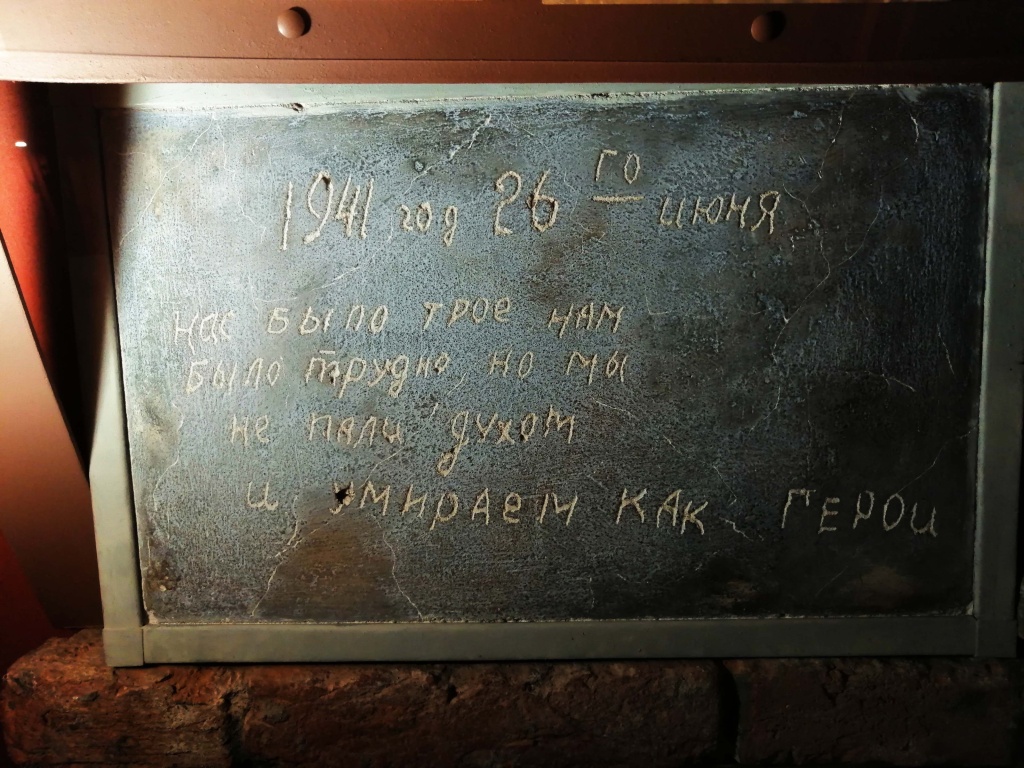 1941 год 26 го июня
нас было трое нам
было трудно, но мы
не пали духом
и умираем как герои